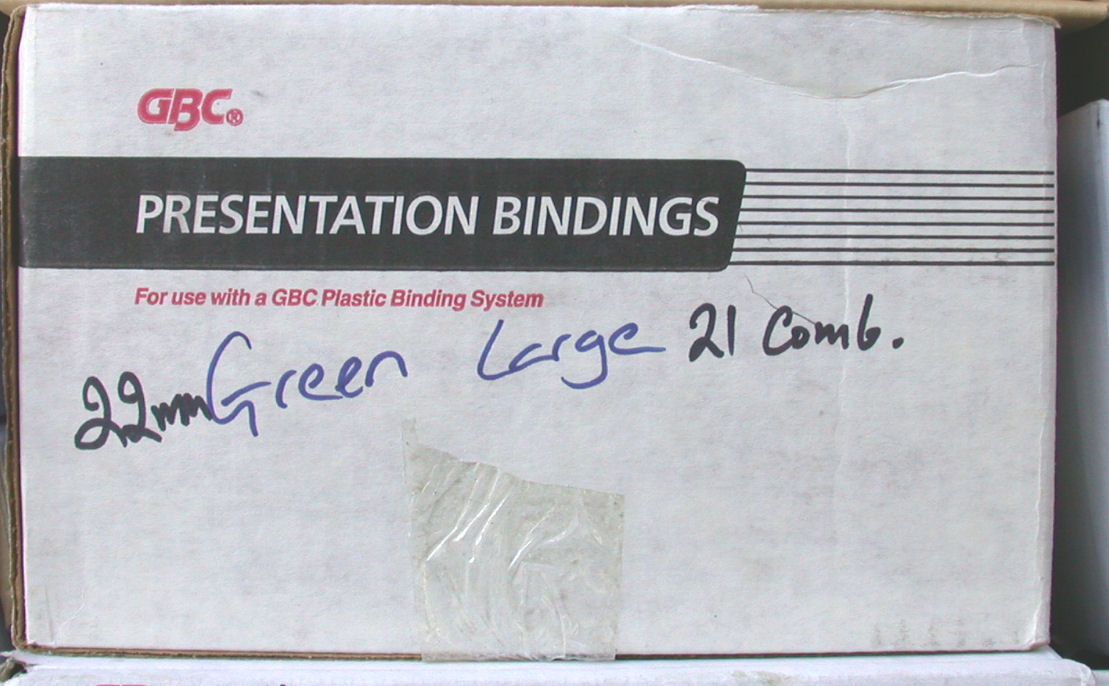 GBC®
PRESENTATION BINDINGS
For use with a GBC Plastic Binding System
22mm Green Large 21 Comb.